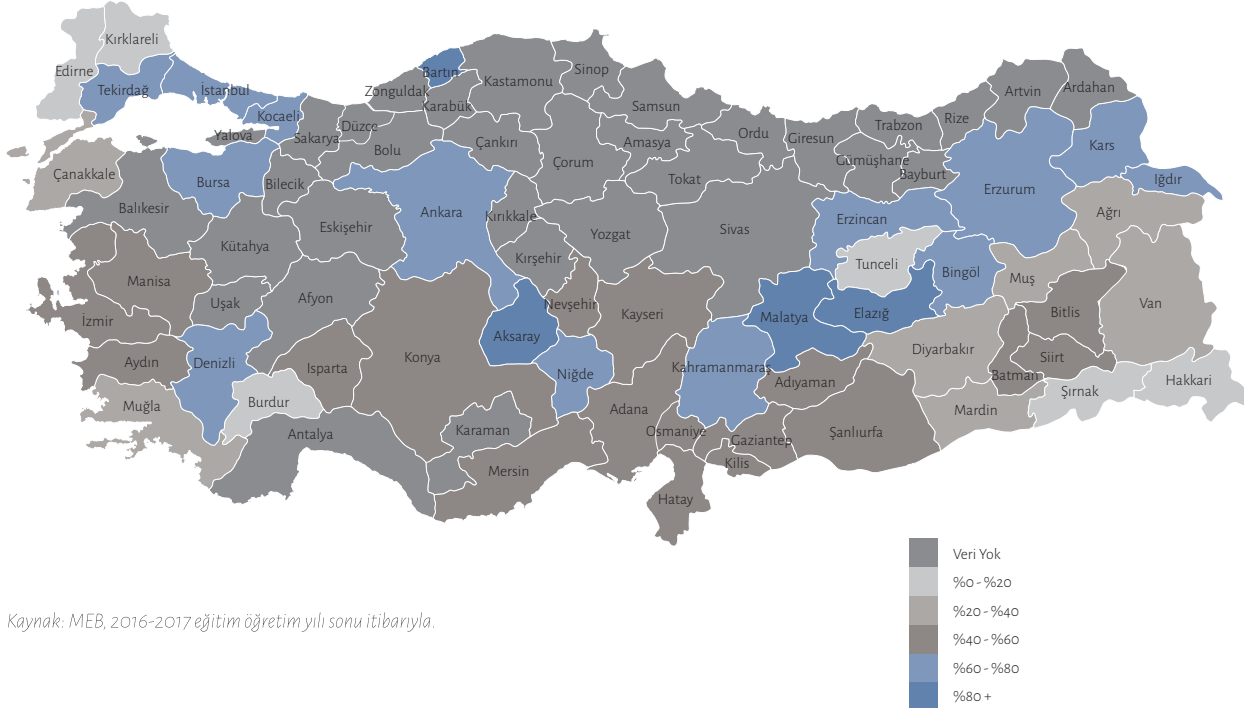 Kırklareli
Edirne
Tekirdağ
İstanbul
Kocaeli
Yalova
Sakarya
Düzce
Zonguldak
Bartın
Karabük
Kastamonu
Sinop
Samsun
Ordu
Giresun
Trabzon
Rize
Artvin
Ardahan
Çanakkale
Bursa
Bilecik
Bolu
Çankırı
Çorum
Amasya
Tokat
Gümüşhane
Bayburt
Erzurum
Kars
Iğdır
Balıkesir
Kütahya
Eskişehir
Ankara
Kırıkkale
Yozgat
Sivas
Erzincan
Tunceli
Bingöl
Ağrı
Muş
Manisa
Uşak
Afyon
Kırşehir
Nevşehir
Kayseri
Malatya
Elazığ
Bitlis
Van
İzmir
Aydın
Denizli
Isparta
Konya
Aksaray
Niğde
Kahramanmaraş
Adıyaman
Diyarbakır
Batman
Siirt
Şırnak
Hakkari
Muğla
Burdur
Antalya
Karaman
Mersin
Adana
Osmaniye
Gaziantep
Kilis
Şanlıurfa
Mardin
Hatay
Veri Yok
%0 - %20
%20 - %40
%40 - %60
%60 - %80
%80 +
Kaynak: MEB, 2016-2017 eğitim öğretim yılı sonu itibarıyla.